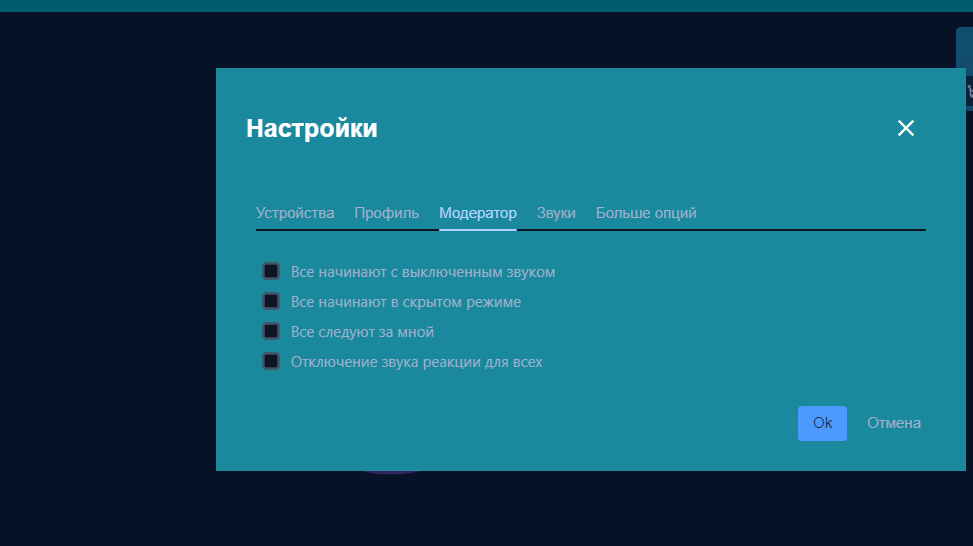 Настройки
Устройства Профиль Модератор Звуки Больше опций
Все начинают с выключенным звуком
Все начинают в скрытом режиме
Все следуют за мной
Отключение звука реакции для всех
Ok Отмена